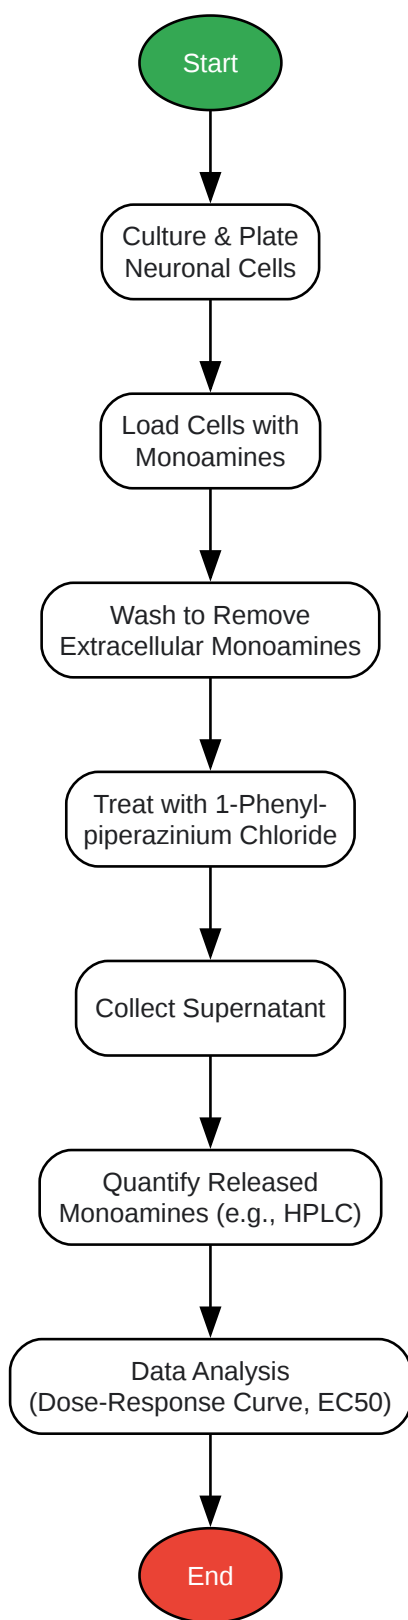 Start
Culture & Plate
Neuronal Cells
Load Cells with
Monoamines
Wash to Remove
Extracellular Monoamines
Treat with 1-Phenyl-
piperazinium Chloride
Collect Supernatant
Quantify Released
Monoamines (e.g., HPLC)
Data Analysis
(Dose-Response Curve, EC50)
End